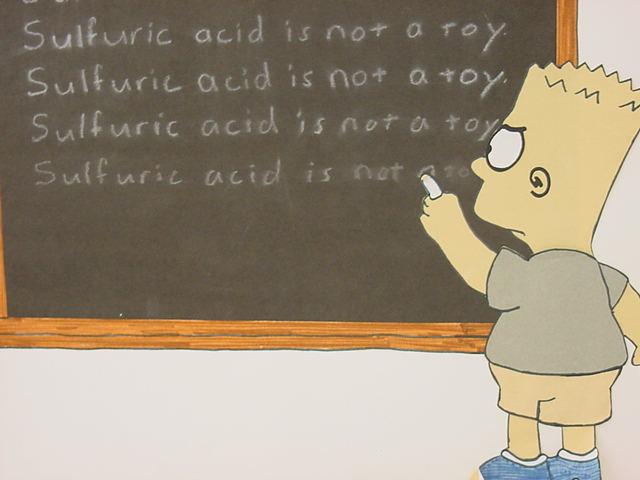 Sulfuric acid is not a toy.
Sulfuric acid is not a toy.
Sulfuric acid is not a toy
Sulfuric acid is not a to